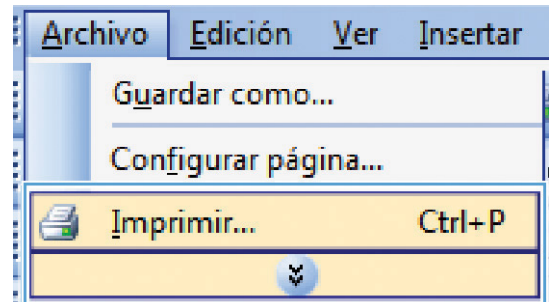 Archivo Edición Ver Insertar
Guardar como...
Configurar página...
Imprimir... Ctrl+P